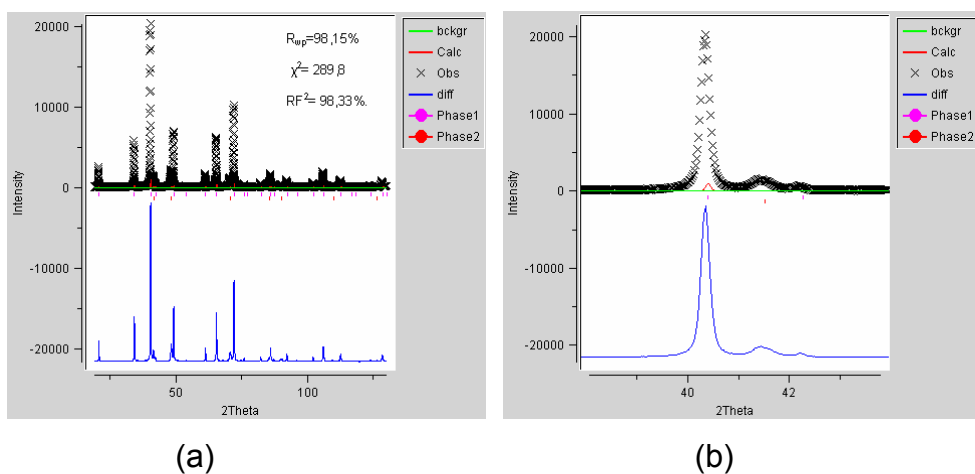 20000
10000
0
-10000
-20000
Intensity
50
100
2Theta
Rwp=98,15%
χ²= 289,8
RF²= 98,33%.
bckgr
Calc
Obs
diff
Phase1
Phase2
20000
10000
0
-10000
-20000
Intensity
40
42
2Theta
bckgr
Calc
Obs
diff
Phase1
Phase2
(a)
(b)